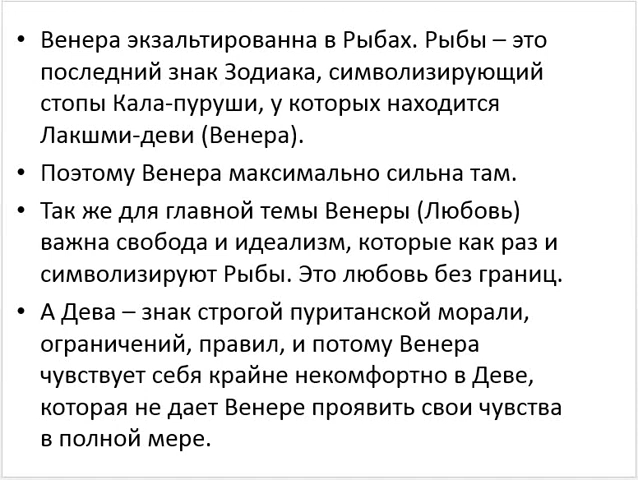 • Венера экзальтированна в Рыбах. Рыбы – это
последний знак Зодиака, символизирующий
стопы Кала-пуруши, у которых находится
Лакшми-деви (Венера).
• Поэтому Венера максимально сильна там.
• Так же для главной темы Венеры (Любовь)
важна свобода и идеализм, которые как раз и
символизируют Рыбы. Это любовь без границ.
• А Дева – знак строгой пуританской морали,
ограничений, правил, и потому Венера
чувствует себя крайне некомфортно в Деве,
которая не дает Венере проявить свои чувства
в полной мере.